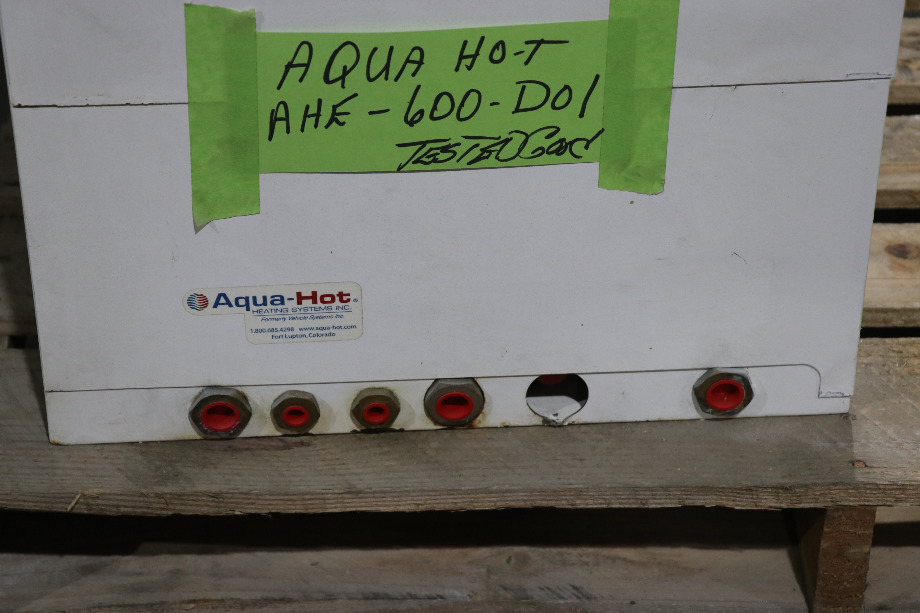 AQUA HOT
AHE-600-D01
TESTED Good
Aqua-Hot®
HEATING SYSTEMS INC.
Formerly Vehicle Systems Inc.
1.800.685.4298 www.aqua-hot.com
Fort Lupton, Colorado